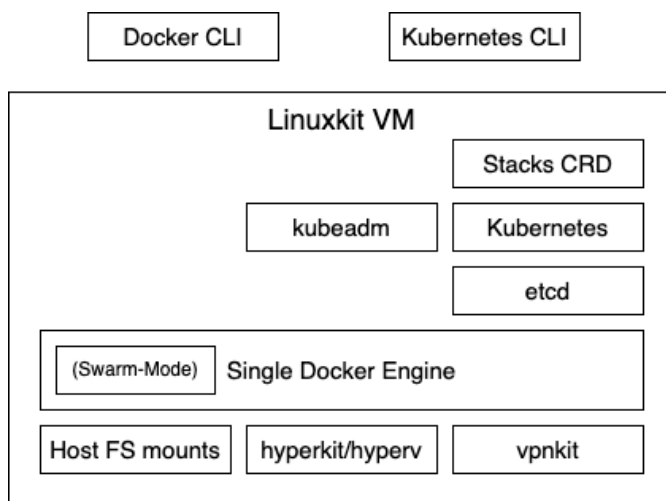 Docker CLI
Kubernetes CLI
Linuxkit VM
Stacks CRD
kubeadm
Kubernetes
etcd
(Swarm-Mode)
Single Docker Engine
Host FS mounts
hyperkit/hyperv
vpnkit